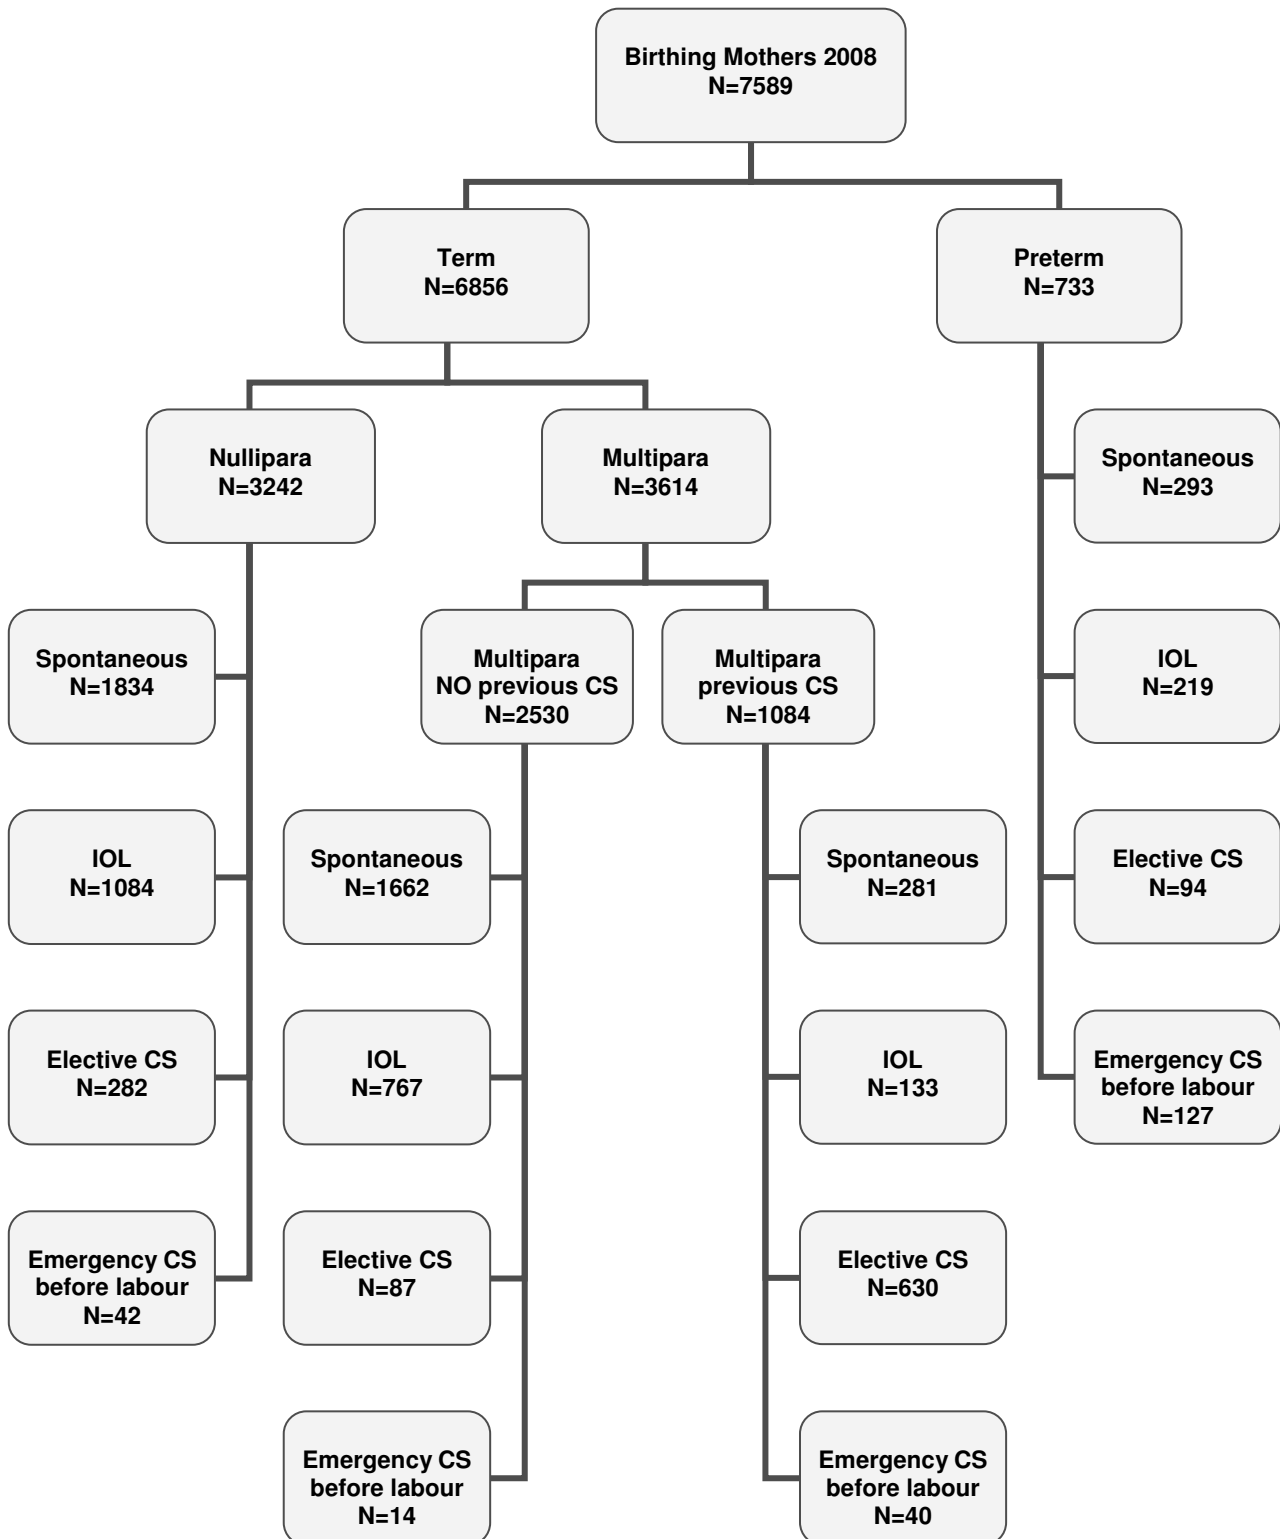 Birthing Mothers 2008
N=7589
Term
N=6856
Preterm
N=733
Nullipara
N=3242
Multipara
N=3614
Spontaneous
N=293
Spontaneous
N=1834
Multipara
NO previous CS
N=2530
Multipara
previous CS
N=1084
IOL
N=219
IOL
N=1084
Spontaneous
N=1662
Spontaneous
N=281
Elective CS
N=94
Elective CS
N=282
IOL
N=767
IOL
N=133
Emergency CS
before labour
N=127
Emergency CS
before labour
N=42
Elective CS
N=87
Elective CS
N=630
Emergency CS
before labour
N=14
Emergency CS
before labour
N=40